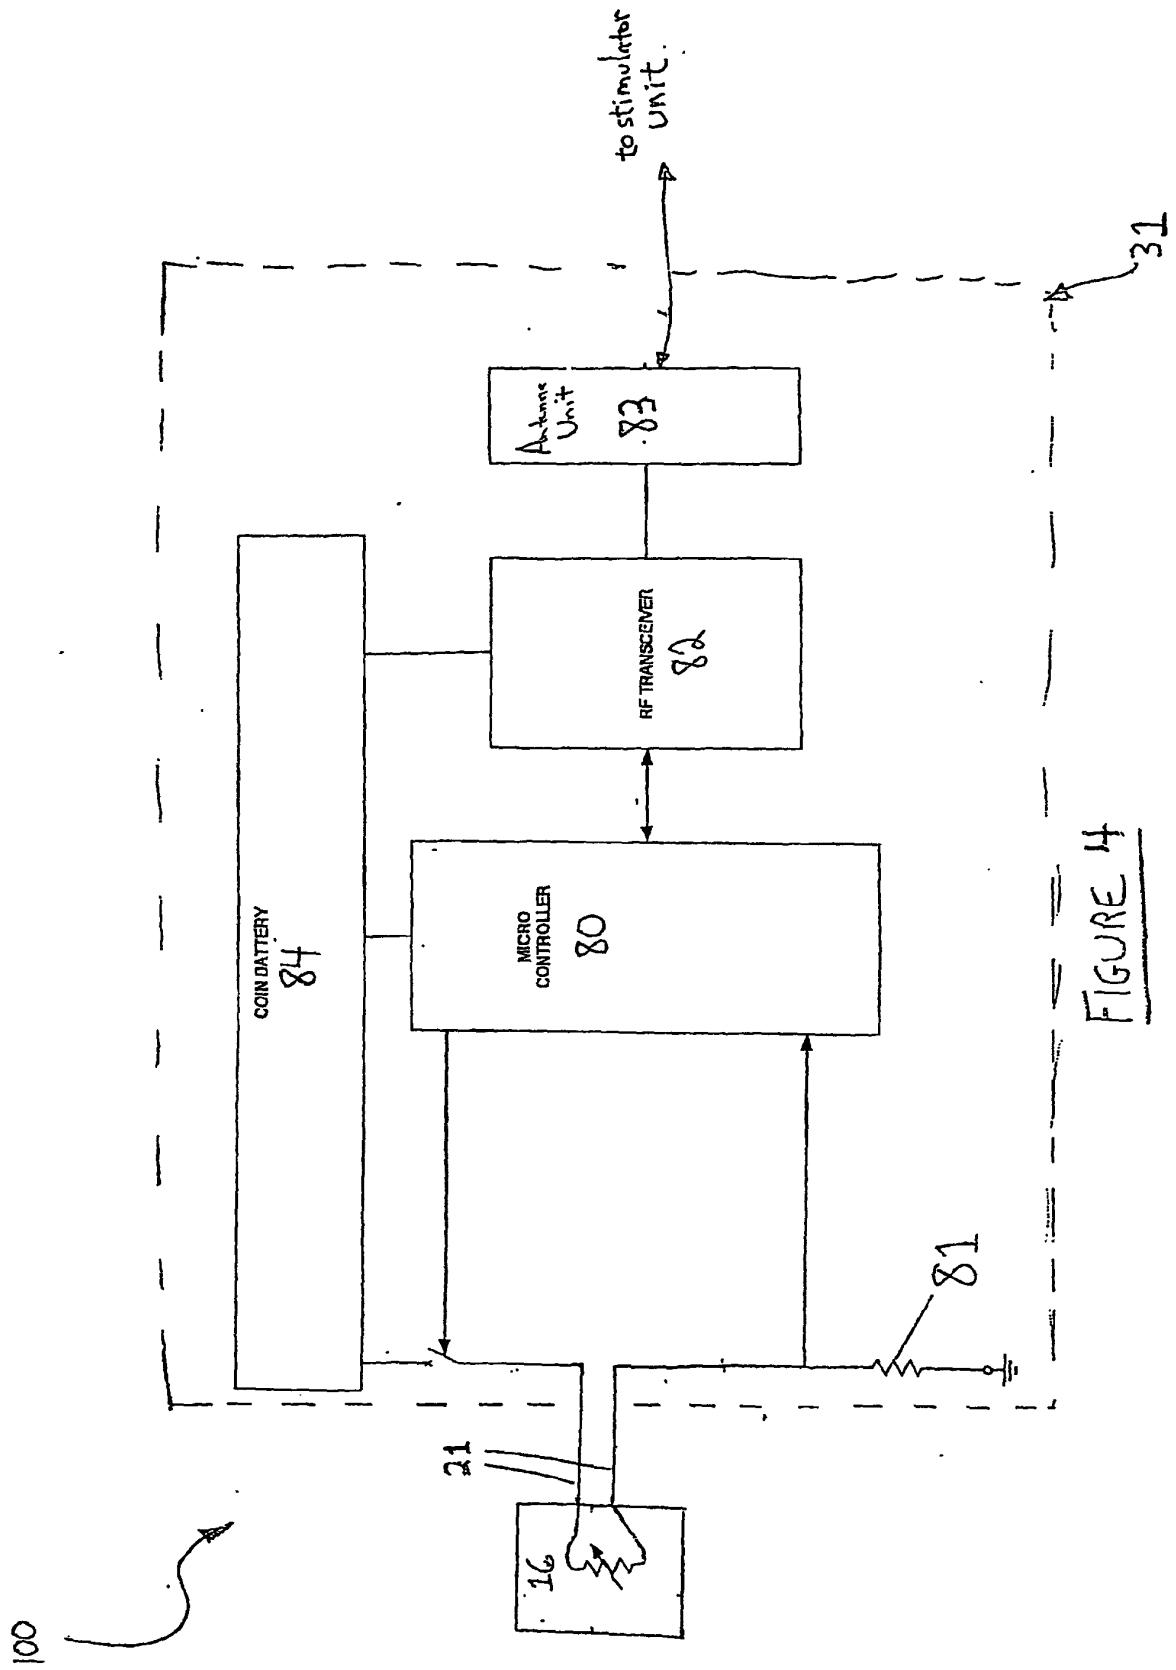 100
16
21
81
COIN DATTERY
84
MICRO
CONTROLLER
80
RF TRANSCEIVER
82
Antenne
Unit
83
to stimulator
unit.
31
FIGURE 4